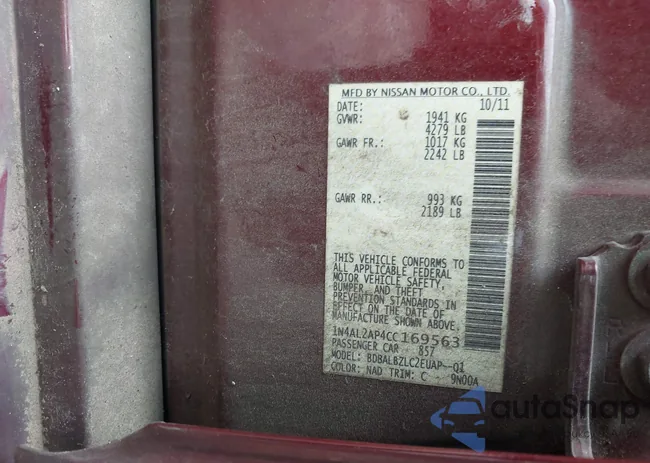 MFD BY NISSAN MOTOR CO., LTD.
DATE: 10/11
GVWR: 1941 KG
4279 LB
GAWR FR.: 1017 KG
2242 LB
GAWR RR.: 993 KG
2189 LB
THIS VEHICLE CONFORMS TO
ALL APPLICABLE FEDERAL
MOTOR VEHICLE SAFETY,
BUMPER, AND THEFT
PREVENTION STANDARDS IN
EFFECT ON THE DATE OF
MANUFACTURE SHOWN ABOVE.
1N4AL2AP4CC169563
PASSENGER CAR 857
MODEL: BDBALBZLC2EUAP--Q1
COLOR: NAD TRIM: C 9N00A
autoSnap